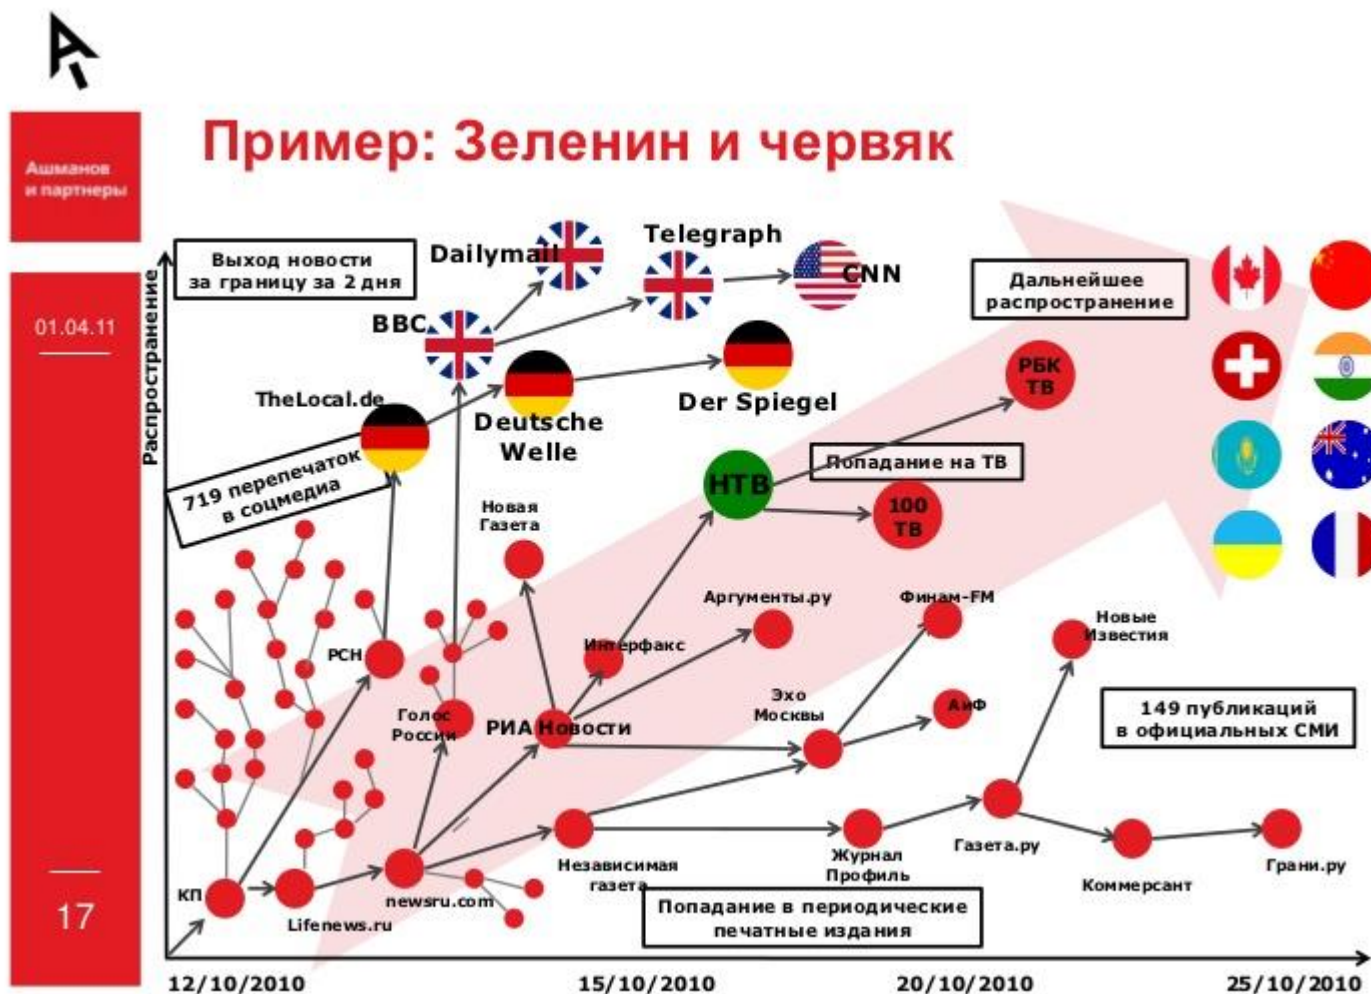 Ашманов
и партнеры
Пример: Зеленин и червяк
01.04.11
17
Распространение
Выход новости
за границу за 2 дня
Dailymail
Telegraph
CNN
BBC
Дальнейшее
распространение
TheLocal.de
Deutsche
Welle
Der Spiegel
РБК
ТВ
719 перепечаток
в соцмедиа
Попадание на ТВ
НТВ
100
ТВ
Новая
Газета
Аргументы.ру
Финам-FM
Новые
Известия
РСН
Интерфакс
Голос
России
РИА Новости
Эхо
Москвы
АиФ
149 публикаций
в официальных СМИ
КП
Lifenews.ru
newsru.com
Независимая
газета
Журнал
Профиль
Газета.ру
Коммерсант
Грани.ру
Попадание в периодические
печатные издания
12/10/2010
15/10/2010
20/10/2010
25/10/2010